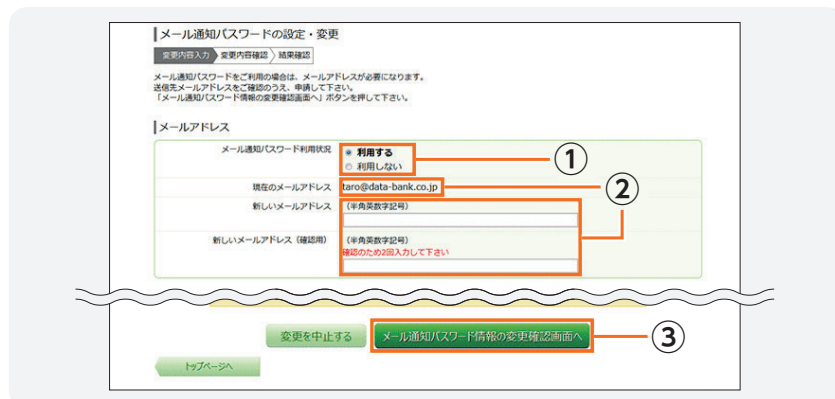 メール通知パスワードの設定・変更
変更内容入力 変更内容確認 結果確認
メール通知パスワードをご利用の場合は、メールアドレスが必要になります。
送信先メールアドレスをご確認のうえ、申請して下さい。
「メール通知パスワード情報の変更確認画面へ」ボタンを押して下さい。
メールアドレス
メール通知パスワード利用状況 利用する ①
利用しない
現在のメールアドレス taro@data-bank.co.jp ②
新しいメールアドレス (半角英数字記号)
新しいメールアドレス（確認用） (半角英数字記号)
確認のため2回入力して下さい
変更を中止する メール通知パスワード情報の変更確認画面へ ③
トップページへ